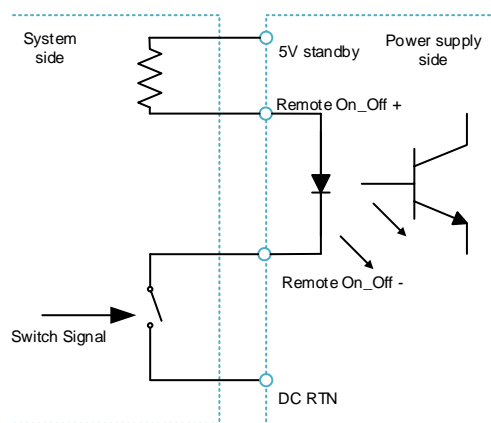 System
side
5V standby
Power supply
side
Remote On_Off +
Remote On_Off -
Switch Signal
DC RTN